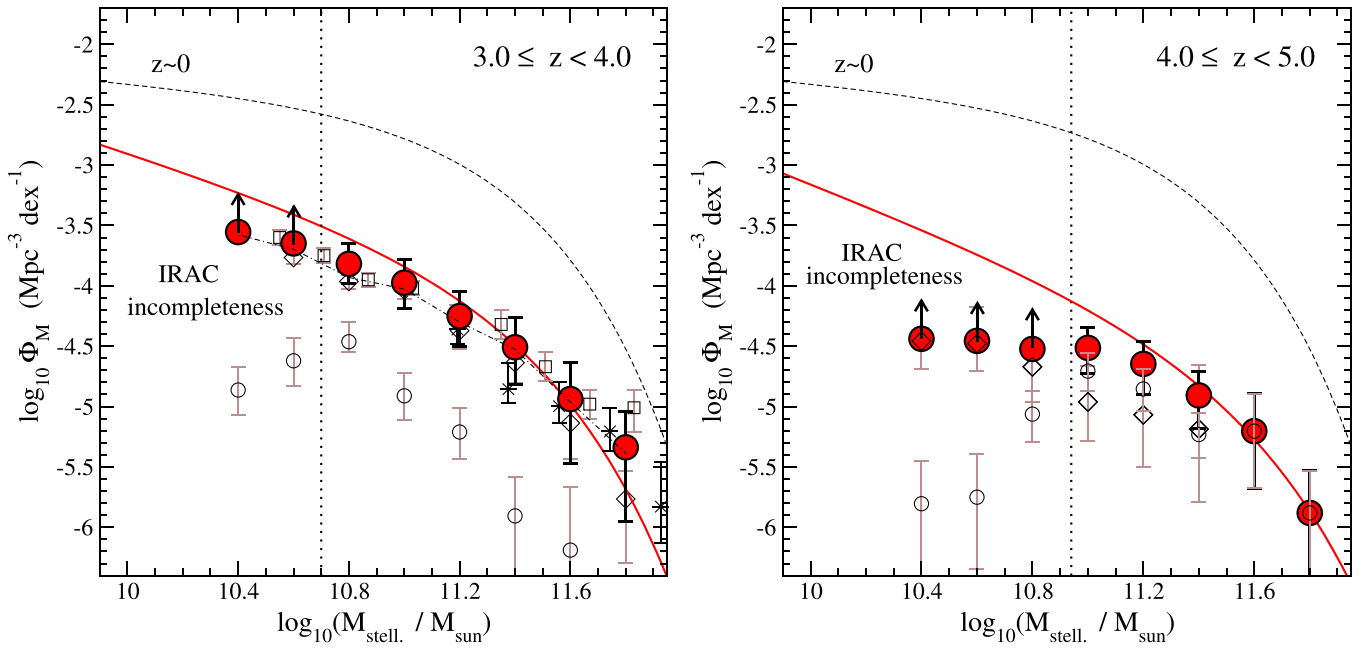 3.0 ≤ z < 4.0
z~0
IRAC
incompleteness
-2
-2.5
-3
-3.5
-4
-4.5
-5
-5.5
-6
log10 ΦM (Mpc-3 dex-1)
10
10.4
10.8
11.2
11.6
log10(Mstell. / Msun)
4.0 ≤ z < 5.0
z~0
IRAC
incompleteness
-2
-2.5
-3
-3.5
-4
-4.5
-5
-5.5
-6
log10 ΦM (Mpc-3 dex-1)
10
10.4
10.8
11.2
11.6
log10(Mstell. / Msun)